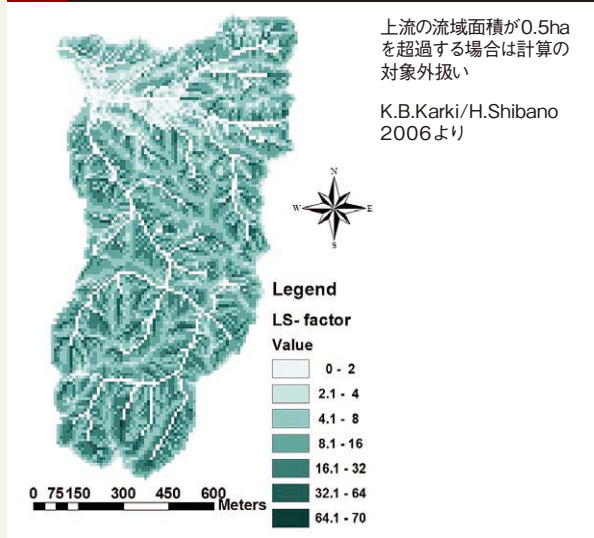 上流の流域面積が0.5ha
を超過する場合は計算の
対象外扱い
K.B.Karki/H.Shibano
2006より
N
W E
S
Legend
LS- factor
Value
0 - 2
2.1 - 4
4.1 - 8
8.1 - 16
16.1 - 32
32.1 - 64
64.1 - 70
0 75 150 300 450 600
Meters